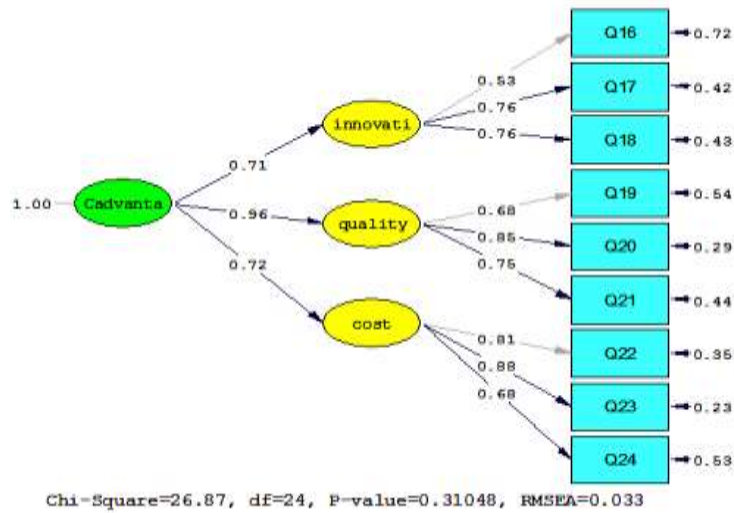 Q16 0.72
0.53
Q17 0.42
0.76
innovati
0.76
Q18 0.43
0.71
Q19 0.54
0.68
1.00 Cadvanta
0.96
quality
0.85
Q20 0.29
0.75
0.72
Q21 0.44
cost
0.81
Q22 0.35
0.88
0.68
Q23 0.23
Q24 0.53
Chi-Square=26.87, df=24, P-value=0.31048, RMSEA=0.033